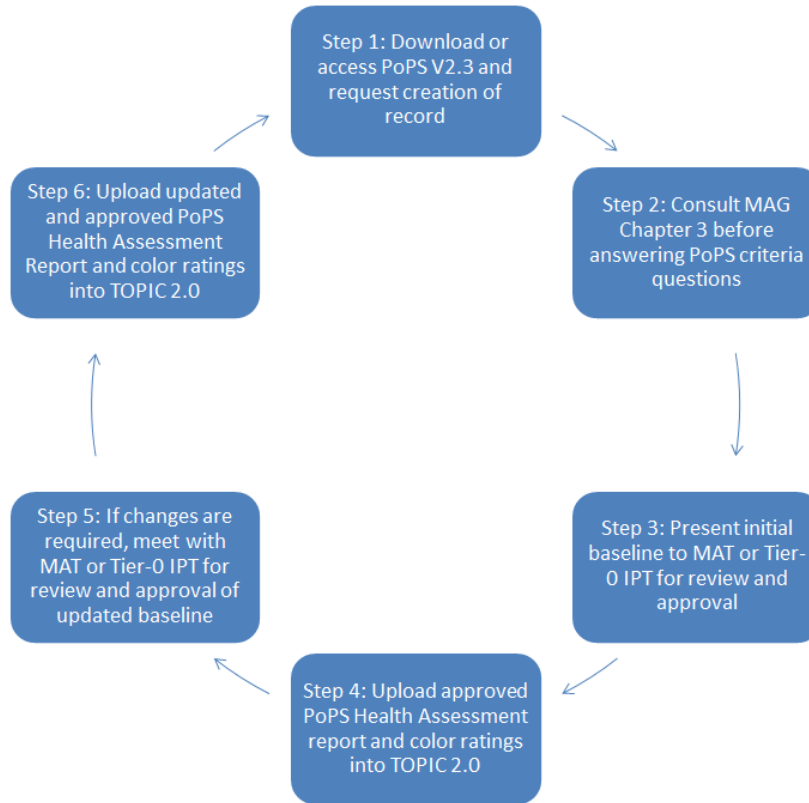 Step 1: Download or
access PoPS V2.3 and
request creation of
record
Step 2: Consult MAG
Chapter 3 before
answering PoPS criteria
questions
Step 3: Present initial
baseline to MAT or Tier-
0 IPT for review and
approval
Step 4: Upload approved
PoPS Health Assessment
report and color ratings
into TOPIC 2.0
Step 5: If changes are
required, meet with
MAT or Tier-0 IPT for
review and approval of
updated baseline
Step 6: Upload updated
and approved PoPS
Health Assessment
Report and color ratings
into TOPIC 2.0